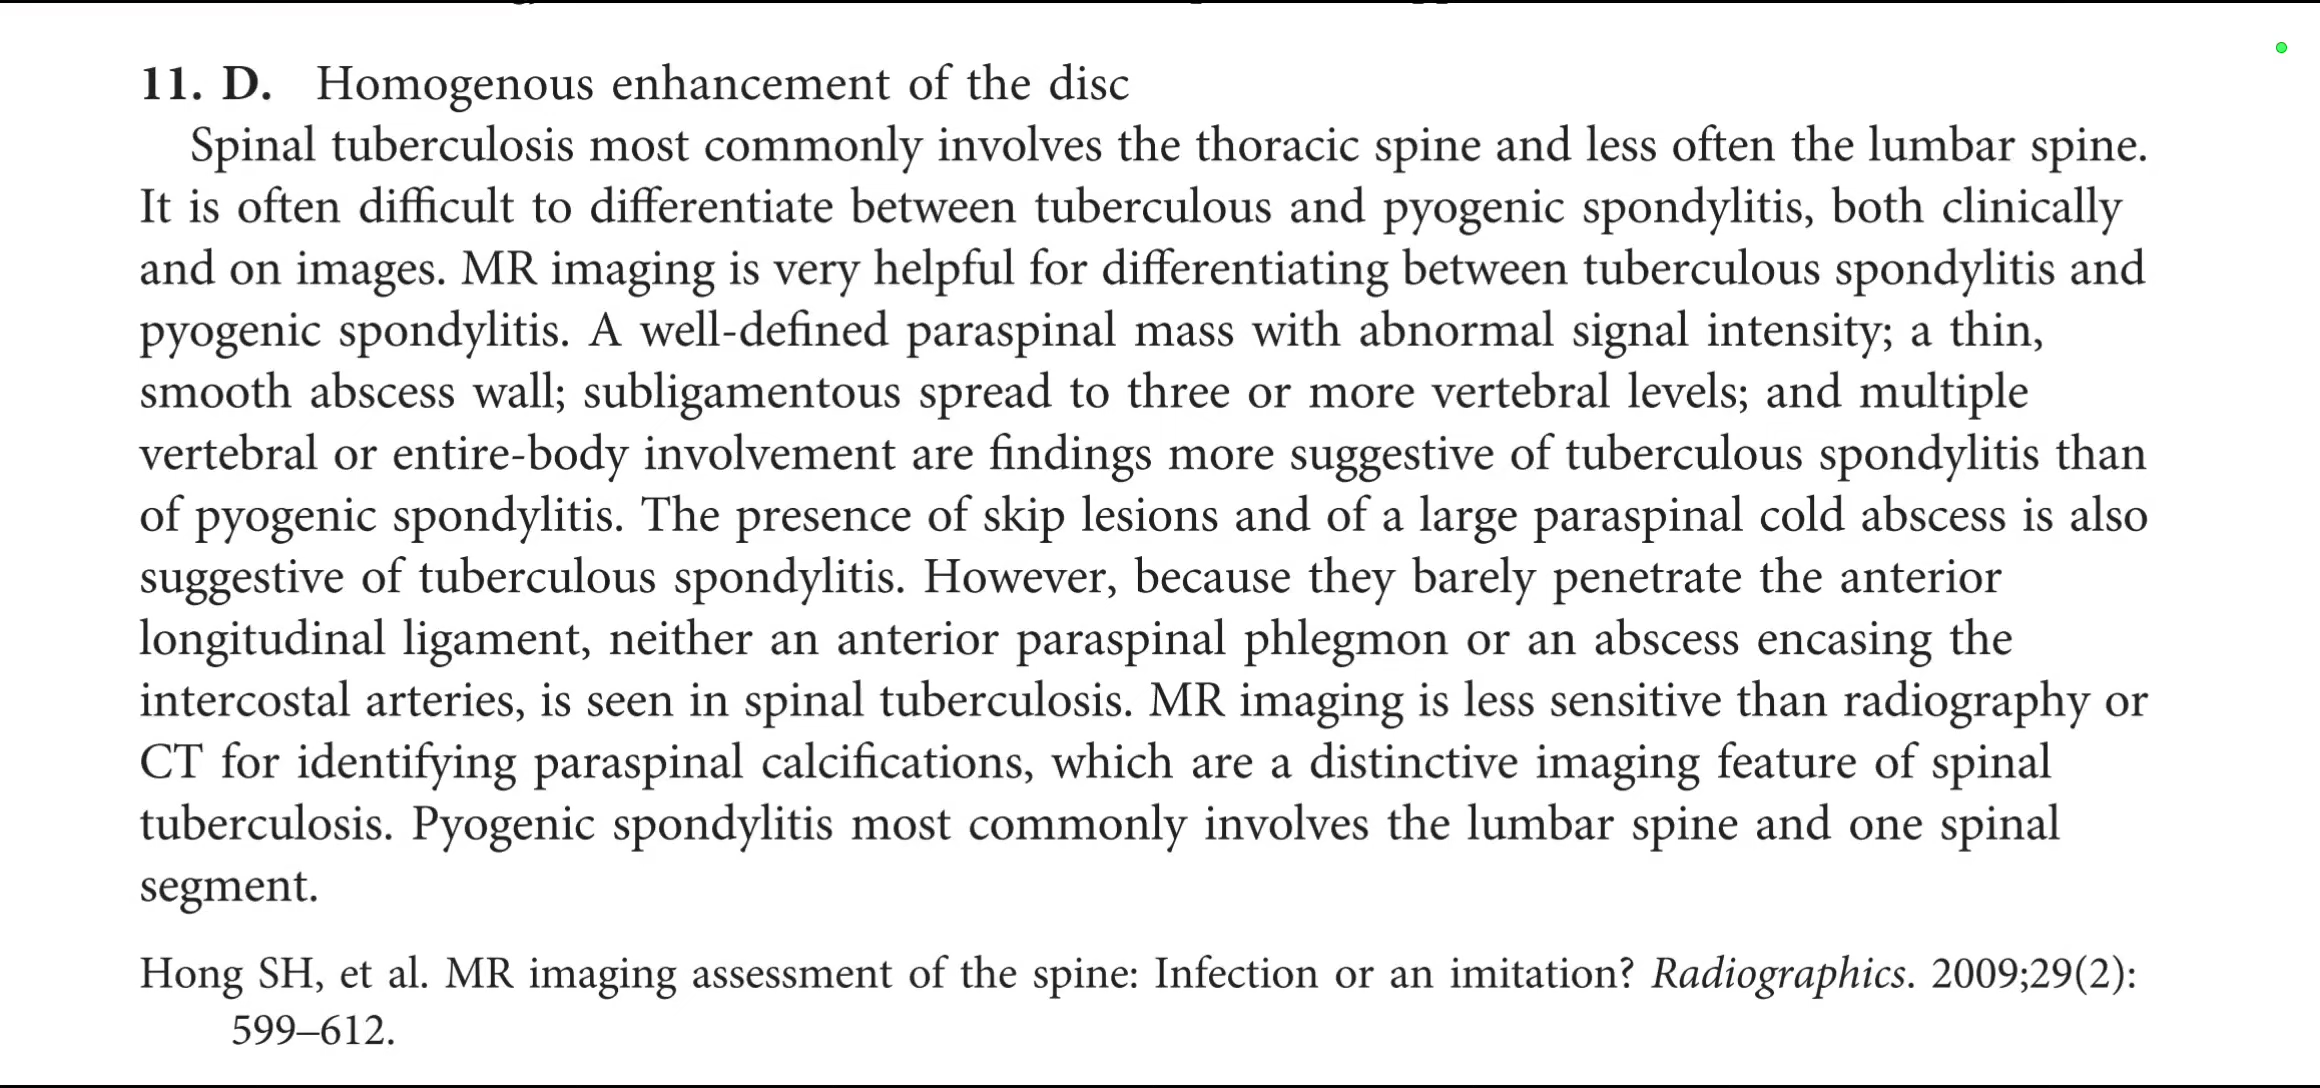 11. D. Homogenous enhancement of the disc
Spinal tuberculosis most commonly involves the thoracic spine and less often the lumbar spine.
It is often difficult to differentiate between tuberculous and pyogenic spondylitis, both clinically
and on images. MR imaging is very helpful for differentiating between tuberculous spondylitis and
pyogenic spondylitis. A well-defined paraspinal mass with abnormal signal intensity; a thin,
smooth abscess wall; subligamentous spread to three or more vertebral levels; and multiple
vertebral or entire-body involvement are findings more suggestive of tuberculous spondylitis than
of pyogenic spondylitis. The presence of skip lesions and of a large paraspinal cold abscess is also
suggestive of tuberculous spondylitis. However, because they barely penetrate the anterior
longitudinal ligament, neither an anterior paraspinal phlegmon or an abscess encasing the
intercostal arteries, is seen in spinal tuberculosis. MR imaging is less sensitive than radiography or
CT for identifying paraspinal calcifications, which are a distinctive imaging feature of spinal
tuberculosis. Pyogenic spondylitis most commonly involves the lumbar spine and one spinal
segment.
Hong SH, et al. MR imaging assessment of the spine: Infection or an imitation? Radiographics. 2009;29(2):
599–612.